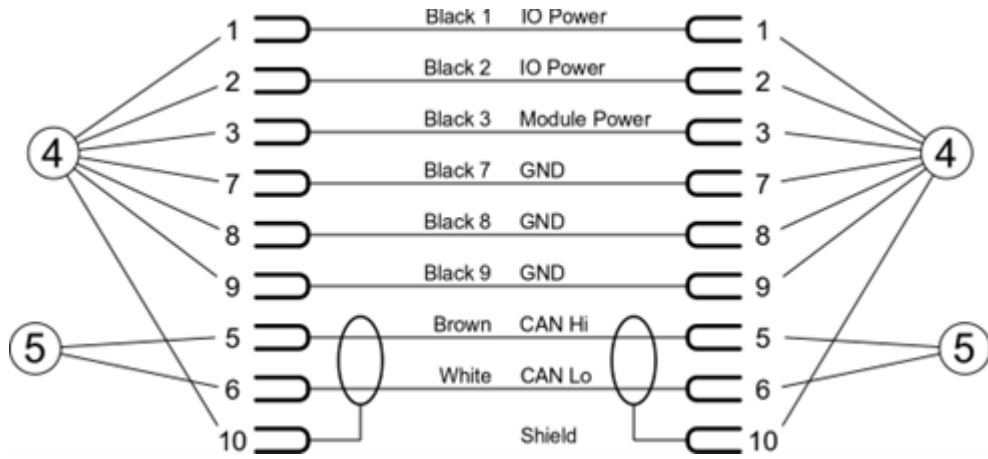 1 Black 1 IO Power 1
2 Black 2 IO Power 2
3 Black 3 Module Power 3
4 4
7 Black 7 GND 7
8 Black 8 GND 8
9 Black 9 GND 9
5 Brown CAN Hi 5
5 5
6 White CAN Lo 6
10 Shield 10